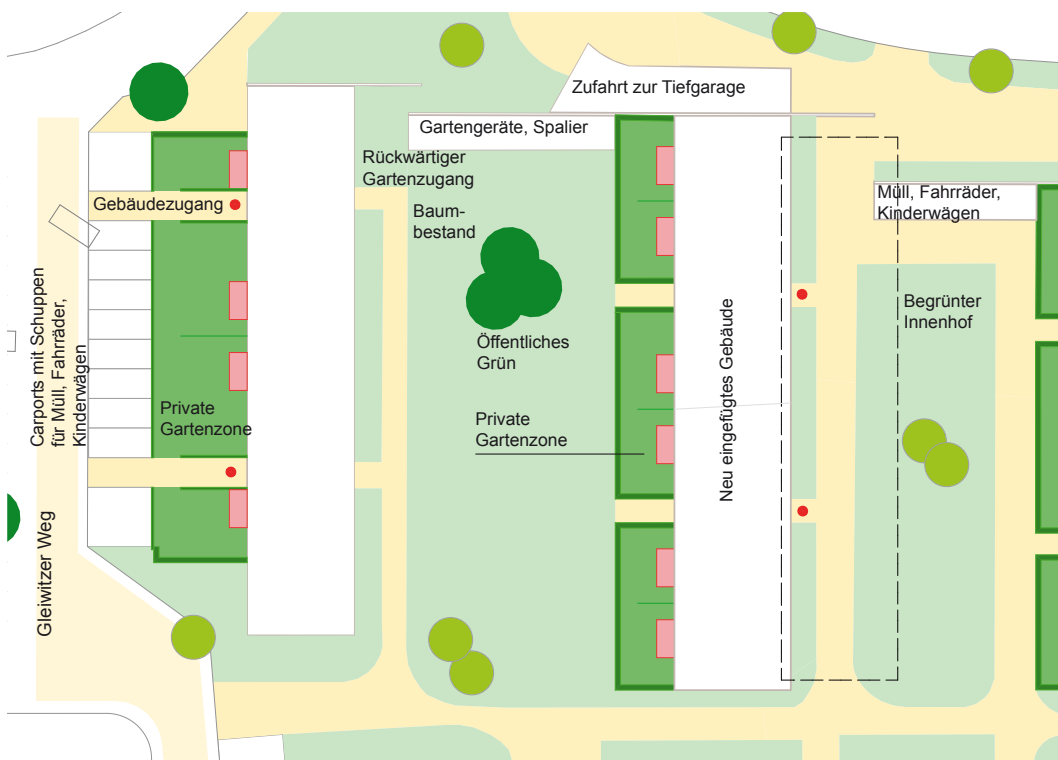 Zufahrt zur Tiefgarage
Gartengeräte, Spalier
Rückwärtiger
Gartenzugang
Gebäudezugang
Baum-
bestand
Müll, Fahrräder,
Kinderwägen
Carports mit Schuppen
für Müll, Fahrräder,
Kinderwägen
Öffentliches
Grün
Neu eingefügtes Gebäude
Begrünter
Innenhof
Private
Gartenzone
Private
Gartenzone
Gleiwitzer Weg